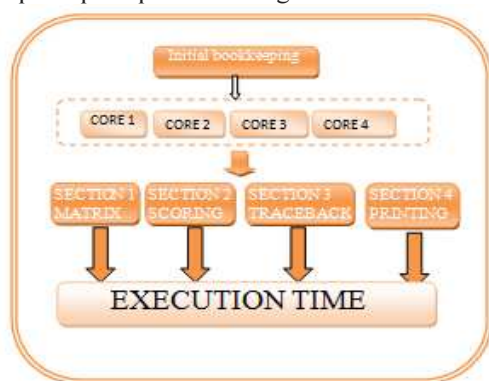 Initial bookkeeping
CORE 1 CORE 2 CORE 3 CORE 4
SECTION 1 SECTION 2 SECTION 3 SECTION 4
MATRIX SCORING TRACEBACK PRINTING
EXECUTION TIME